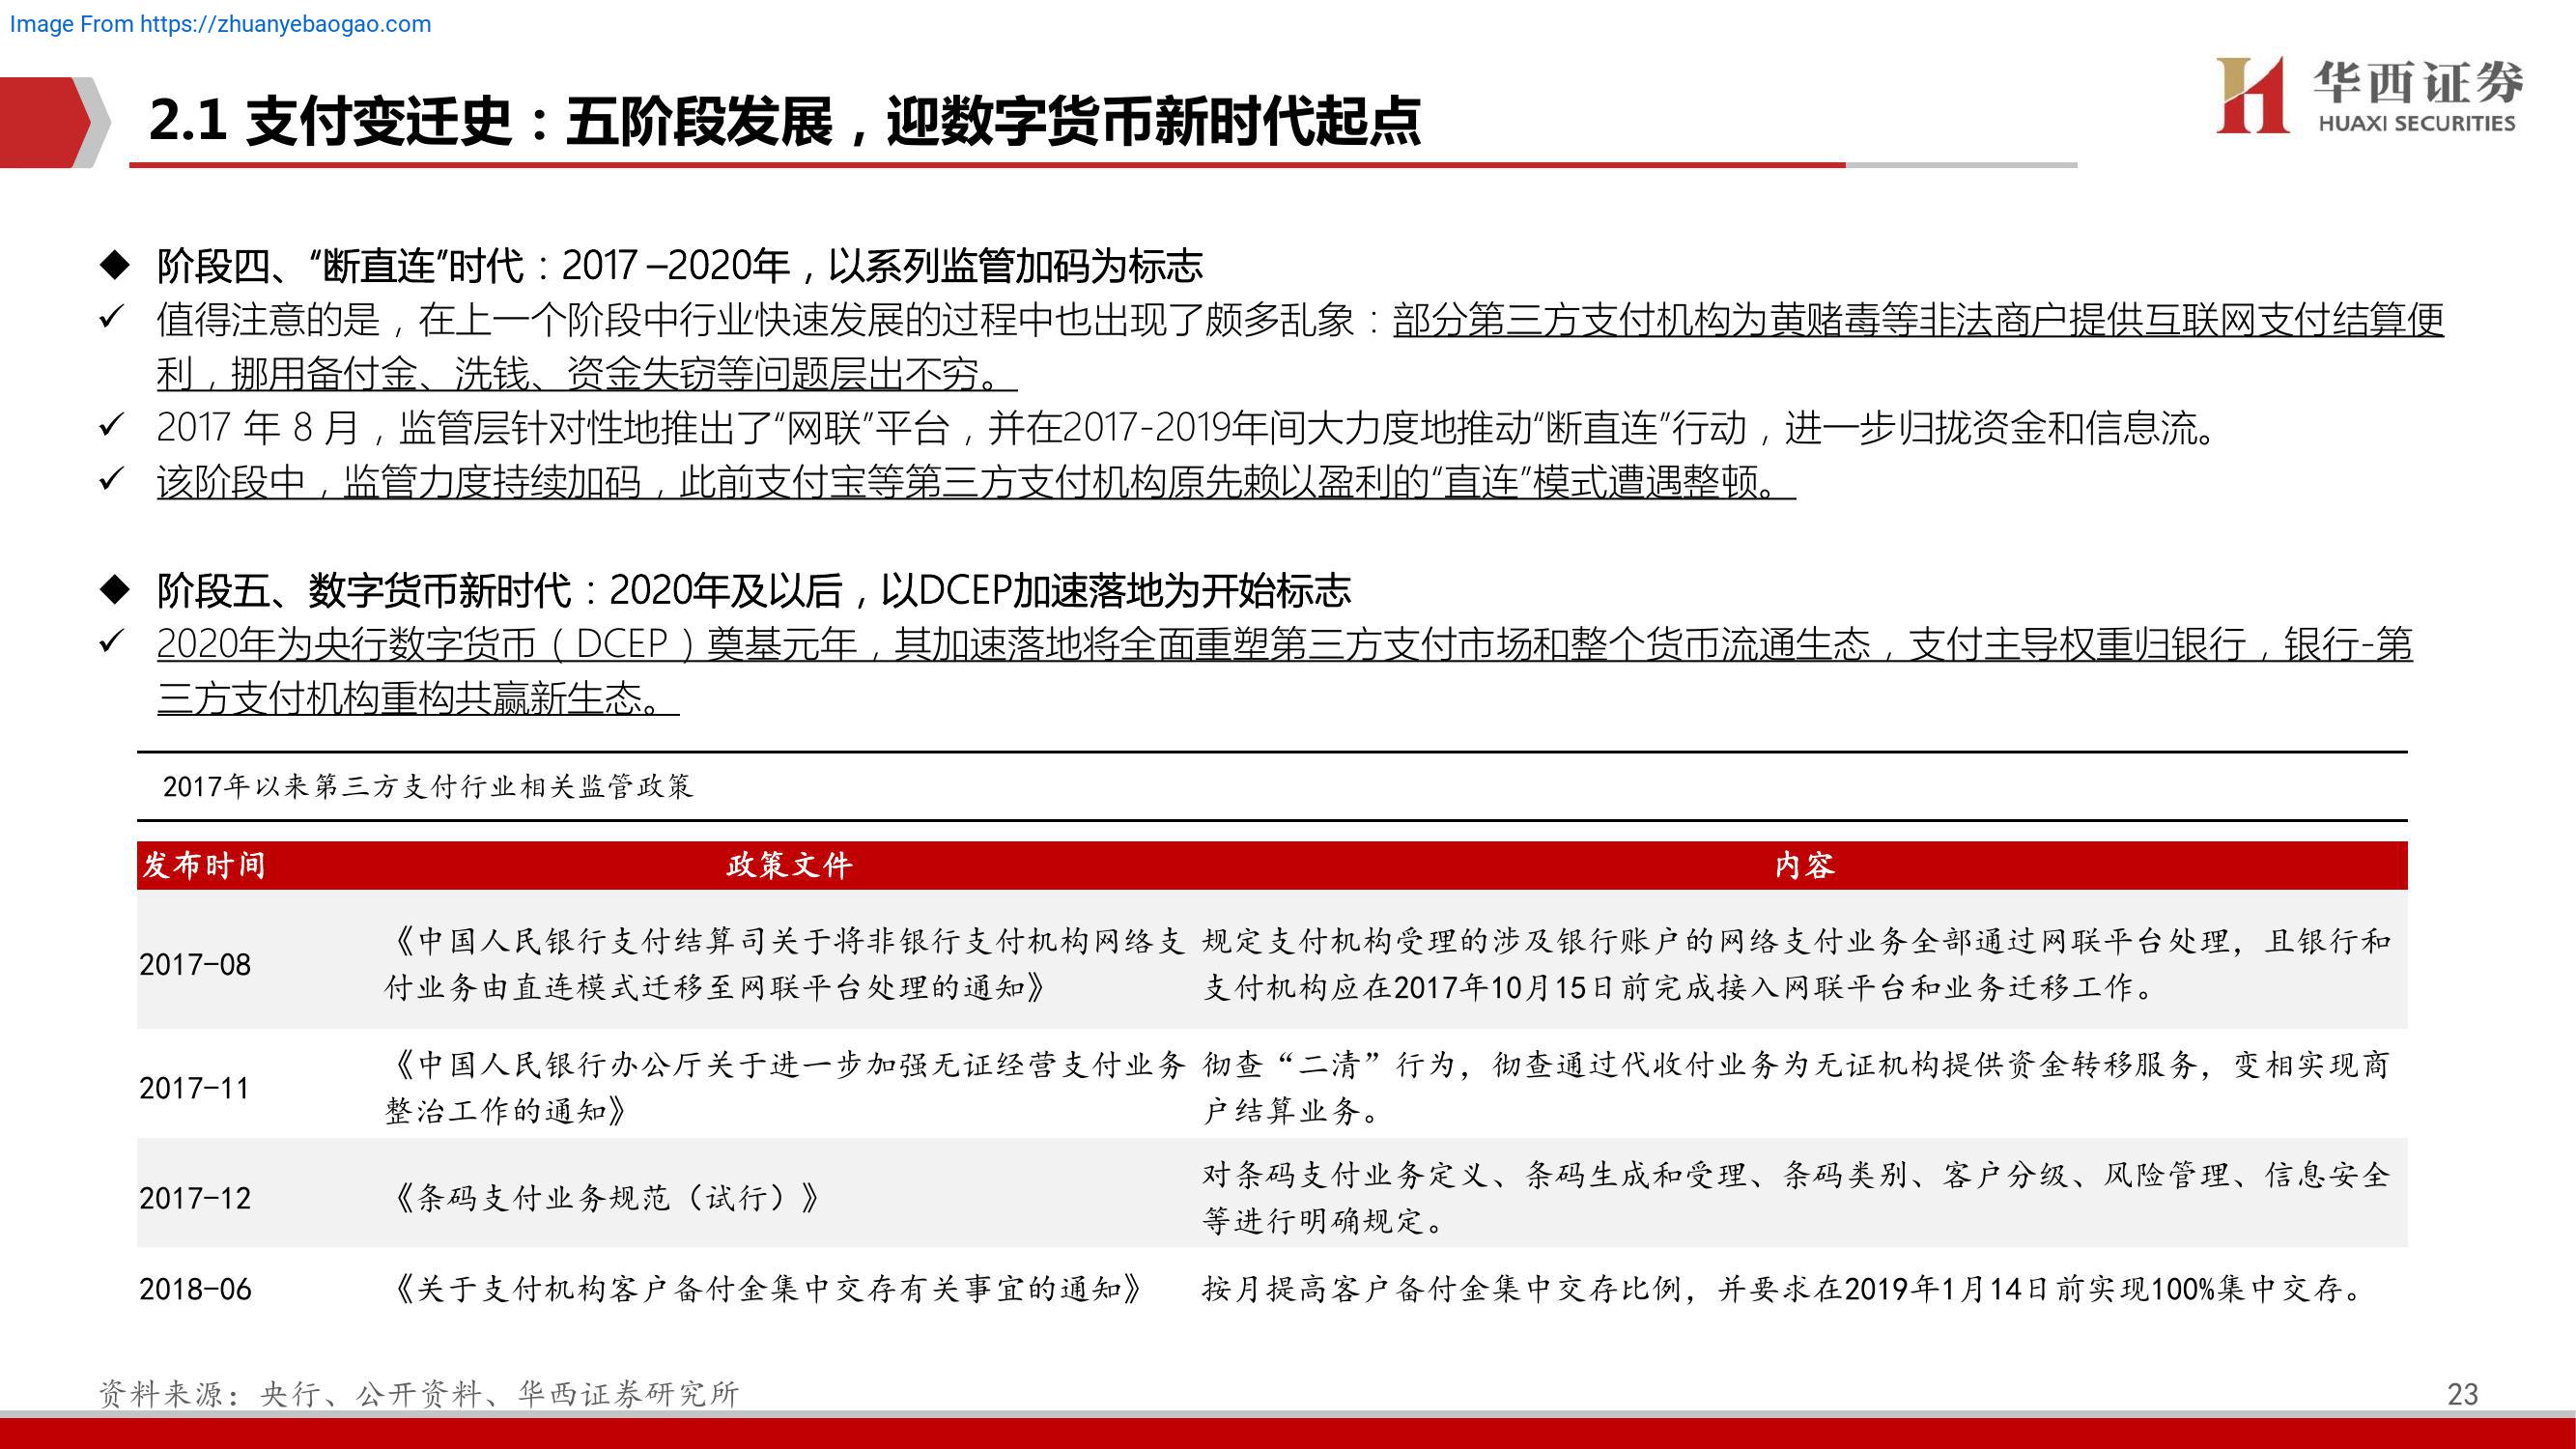 Image From https://zhuanyebaogao.com
华西证券
HUAXI SECURITIES
2.1 支付变迁史：五阶段发展，迎数字货币新时代起点
阶段四、“断直连”时代：2017 –2020年，以系列监管加码为标志
值得注意的是，在上一个阶段中行业快速发展的过程中也出现了颇多乱象：部分第三方支付机构为黄赌毒等非法商户提供互联网支付结算便
利，挪用备付金、洗钱、资金失窃等问题层出不穷。
2017 年 8 月，监管层针对性地推出了“网联”平台，并在2017-2019年间大力度地推动“断直连”行动，进一步归拢资金和信息流。
该阶段中，监管力度持续加码，此前支付宝等第三方支付机构原先赖以盈利的“直连”模式遭遇整顿。
阶段五、数字货币新时代：2020年及以后，以DCEP加速落地为开始标志
2020年为央行数字货币（DCEP）奠基元年，其加速落地将全面重塑第三方支付市场和整个货币流通生态，支付主导权重归银行，银行-第
三方支付机构重构共赢新生态。
2017年以来第三方支付行业相关监管政策
发布时间 政策文件 内容
《中国人民银行支付结算司关于将非银行支付机构网络支 规定支付机构受理的涉及银行账户的网络支付业务全部通过网联平台处理，且银行和
2017-08
付业务由直连模式迁移至网联平台处理的通知》 支付机构应在2017年10月15日前完成接入网联平台和业务迁移工作。
《中国人民银行办公厅关于进一步加强无证经营支付业务 彻查“二清”行为，彻查通过代收付业务为无证机构提供资金转移服务，变相实现商
2017-11
整治工作的通知》 户结算业务。
对条码支付业务定义、条码生成和受理、条码类别、客户分级、风险管理、信息安全
2017-12 《条码支付业务规范（试行）》
等进行明确规定。
2018-06 《关于支付机构客户备付金集中交存有关事宜的通知》 按月提高客户备付金集中交存比例，并要求在2019年1月14日前实现100%集中交存。
资料来源：央行、公开资料、华西证券研究所
23